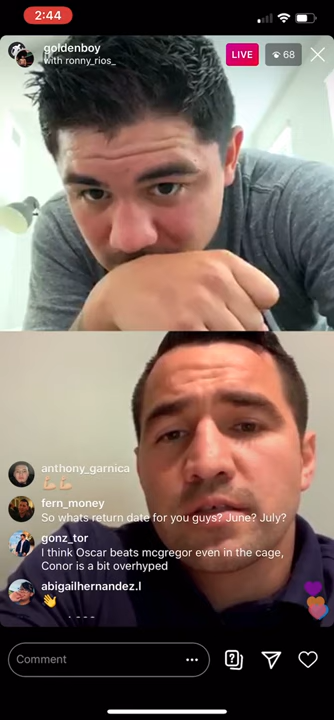 2:44
goldenboy
with ronny_rios_
LIVE
68
anthony_garnica
💪🏼💪🏼
fern_money
So whats return date for you guys? June? July?
gonz_tor
I think Oscar beats mcgregor even in the cage,
Conor is a bit overhyped
abigailhernandez.l
👋
Comment